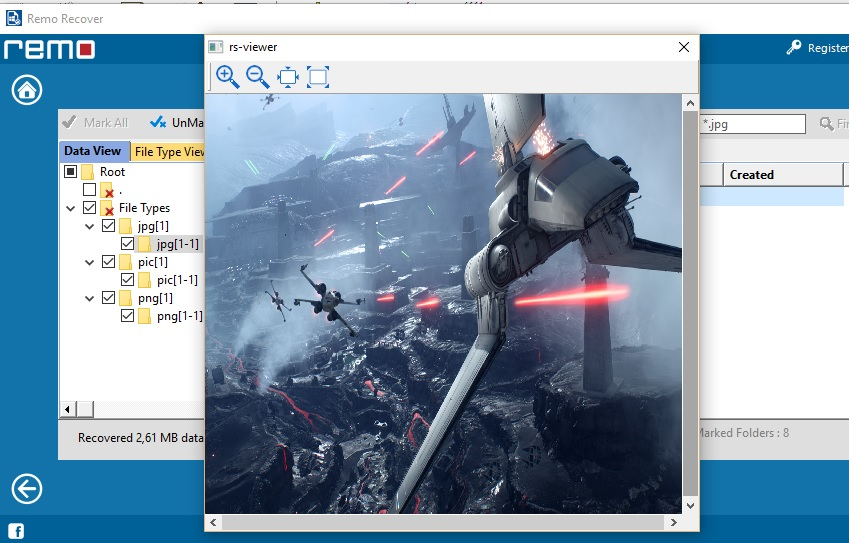 Remo Recover
remo
Register
rs-viewer
Mark All
UnMa
*.jpg
Fi
Data View
File Type View
Created
Root
.
File Types
jpg[1]
jpg[1-1]
pic[1]
pic[1-1]
png[1]
png[1-1]
Recovered 2,61 MB data
Marked Folders : 8
f